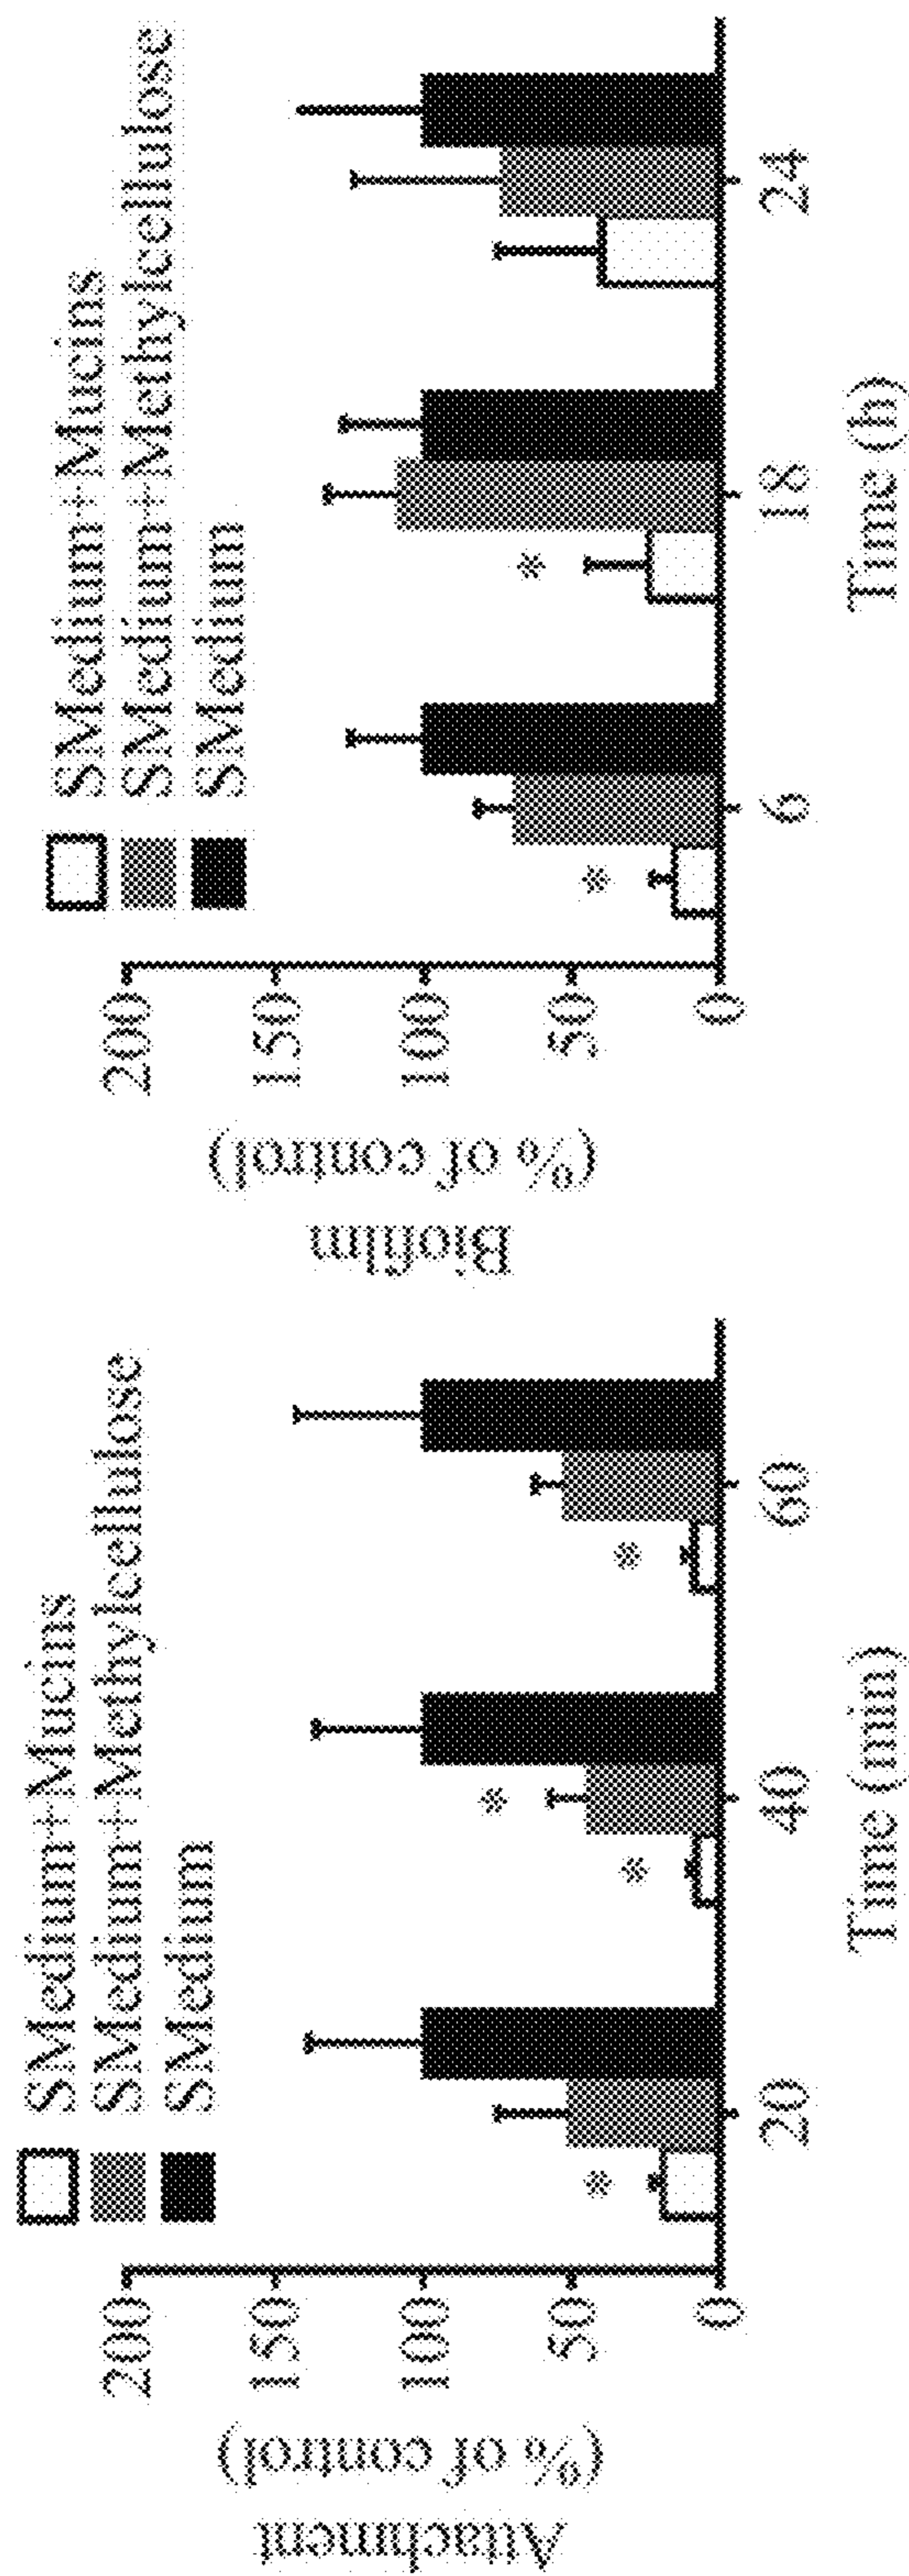 Attachment
(% of control)
200
150
100
50
0
SMedium+Mucins
SMedium+Methylcellulose
SMedium
*
*
*
*
20
40
60
Time (min)
Biofilm
(% of control)
200
150
100
50
0
SMedium+Mucins
SMedium+Methylcellulose
SMedium
*
*
6
18
24
Time (h)